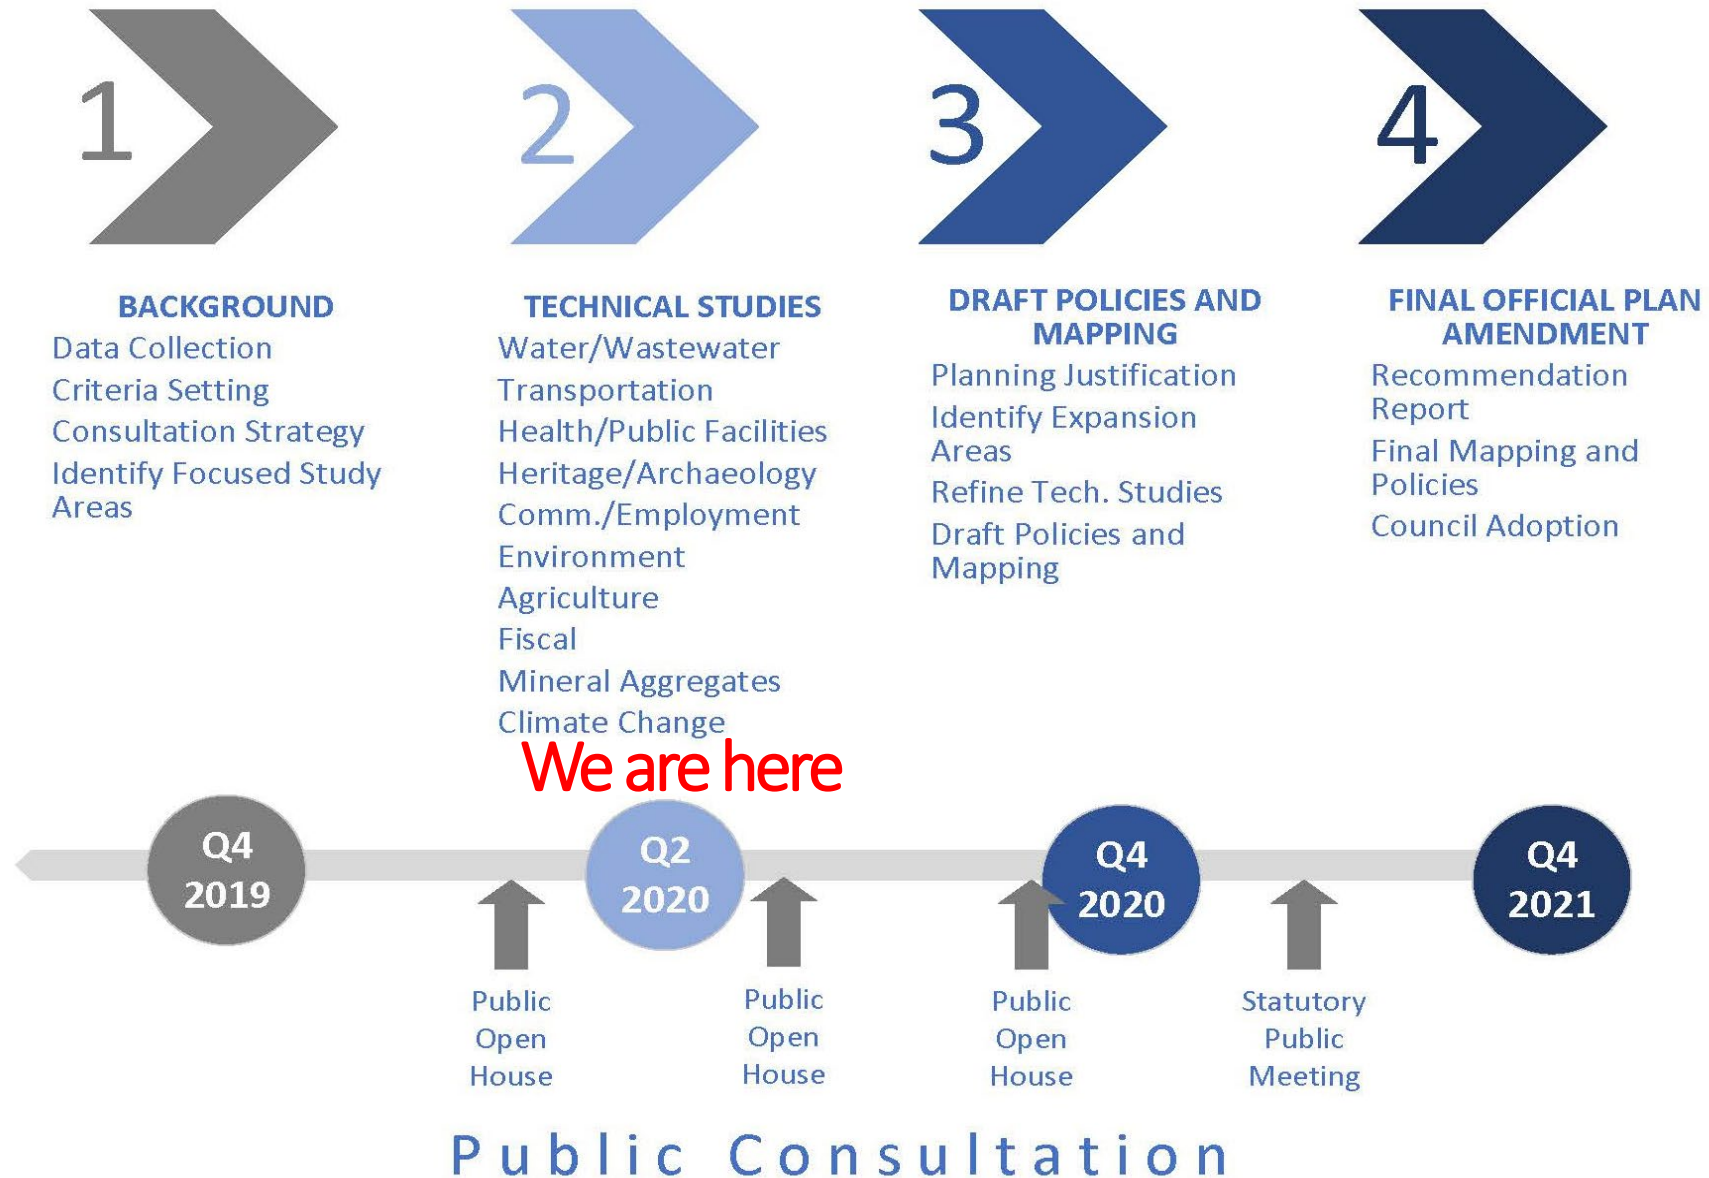 1
2
3
4
BACKGROUND
Data Collection
Criteria Setting
Consultation Strategy
Identify Focused Study
Areas
TECHNICAL STUDIES
Water/Wastewater
Transportation
Health/Public Facilities
Heritage/Archaeology
Comm./Employment
Environment
Agriculture
Fiscal
Mineral Aggregates
Climate Change
DRAFT POLICIES AND
MAPPING
Planning Justification
Identify Expansion
Areas
Refine Tech. Studies
Draft Policies and
Mapping
FINAL OFFICIAL PLAN
AMENDMENT
Recommendation
Report
Final Mapping and
Policies
Council Adoption
We are here
Q4
2019
Q2
2020
Q4
2020
Q4
2021
Public
Open
House
Public
Open
House
Public
Open
House
Statutory
Public
Meeting
Public Consultation